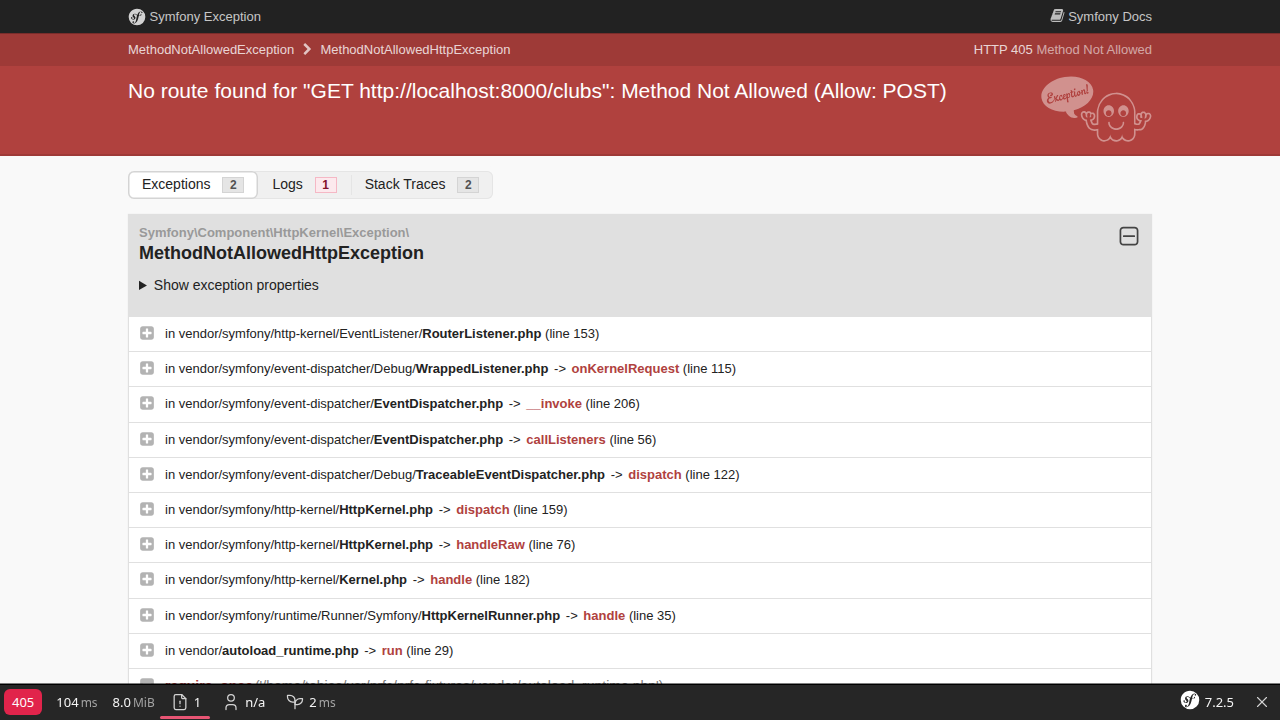 Symfony Exception
Symfony Docs
MethodNotAllowedException MethodNotAllowedHttpException
HTTP 405 Method Not Allowed
No route found for "GET http://localhost:8000/clubs": Method Not Allowed (Allow: POST)
Exception!
Exceptions 2 Logs 1 Stack Traces 2
Symfony\Component\HttpKernel\Exception\
MethodNotAllowedHttpException
Show exception properties
in vendor/symfony/http-kernel/EventListener/RouterListener.php (line 153)
in vendor/symfony/event-dispatcher/Debug/WrappedListener.php -> onKernelRequest (line 115)
in vendor/symfony/event-dispatcher/EventDispatcher.php -> __invoke (line 206)
in vendor/symfony/event-dispatcher/EventDispatcher.php -> callListeners (line 56)
in vendor/symfony/event-dispatcher/Debug/TraceableEventDispatcher.php -> dispatch (line 122)
in vendor/symfony/http-kernel/HttpKernel.php -> dispatch (line 159)
in vendor/symfony/http-kernel/HttpKernel.php -> handleRaw (line 76)
in vendor/symfony/http-kernel/Kernel.php -> handle (line 182)
in vendor/symfony/runtime/Runner/Symfony/HttpKernelRunner.php -> handle (line 35)
in vendor/autoload_runtime.php -> run (line 29)
405 104 ms 8.0 MiB 1 n/a 2 ms sf 7.2.5